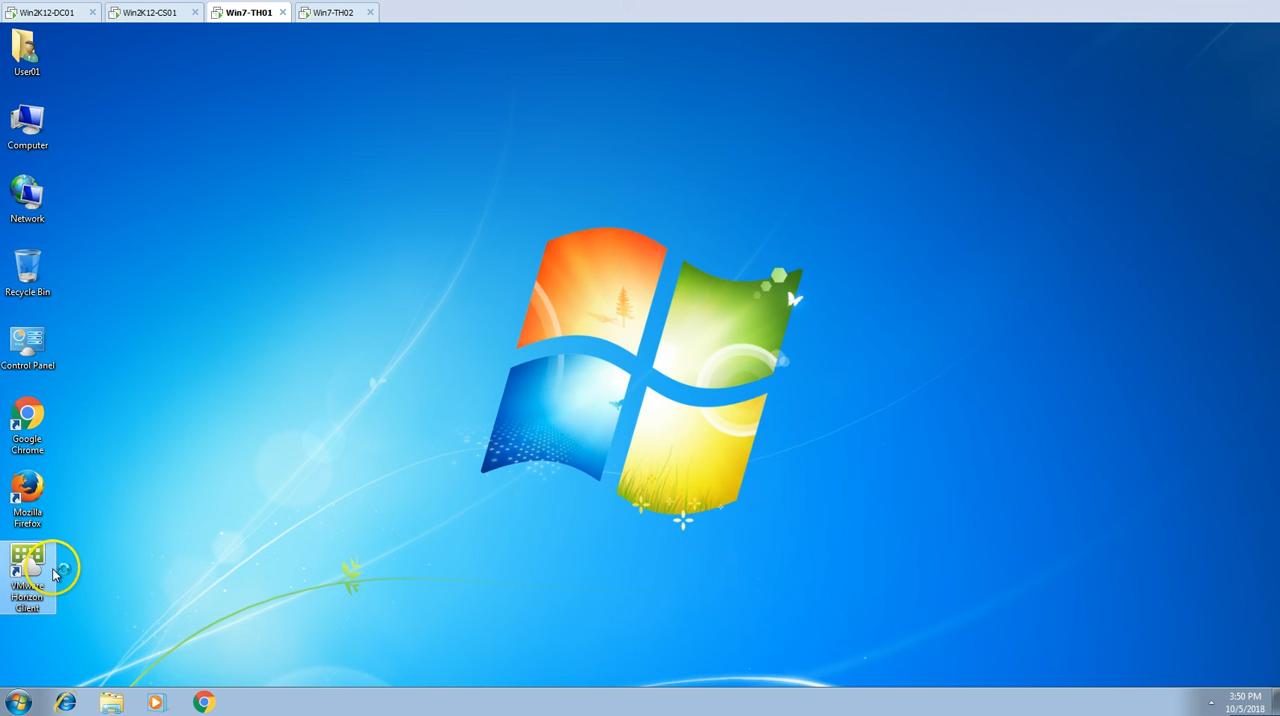 Win2K12-DC01
Win2K12-CS01
Win7-TH01
Win7-TH02
User01
Computer
Network
Recycle Bin
Control Panel
Google
Chrome
Mozilla
Firefox
VMware
Horizon
Client
3:50 PM
10/5/2018